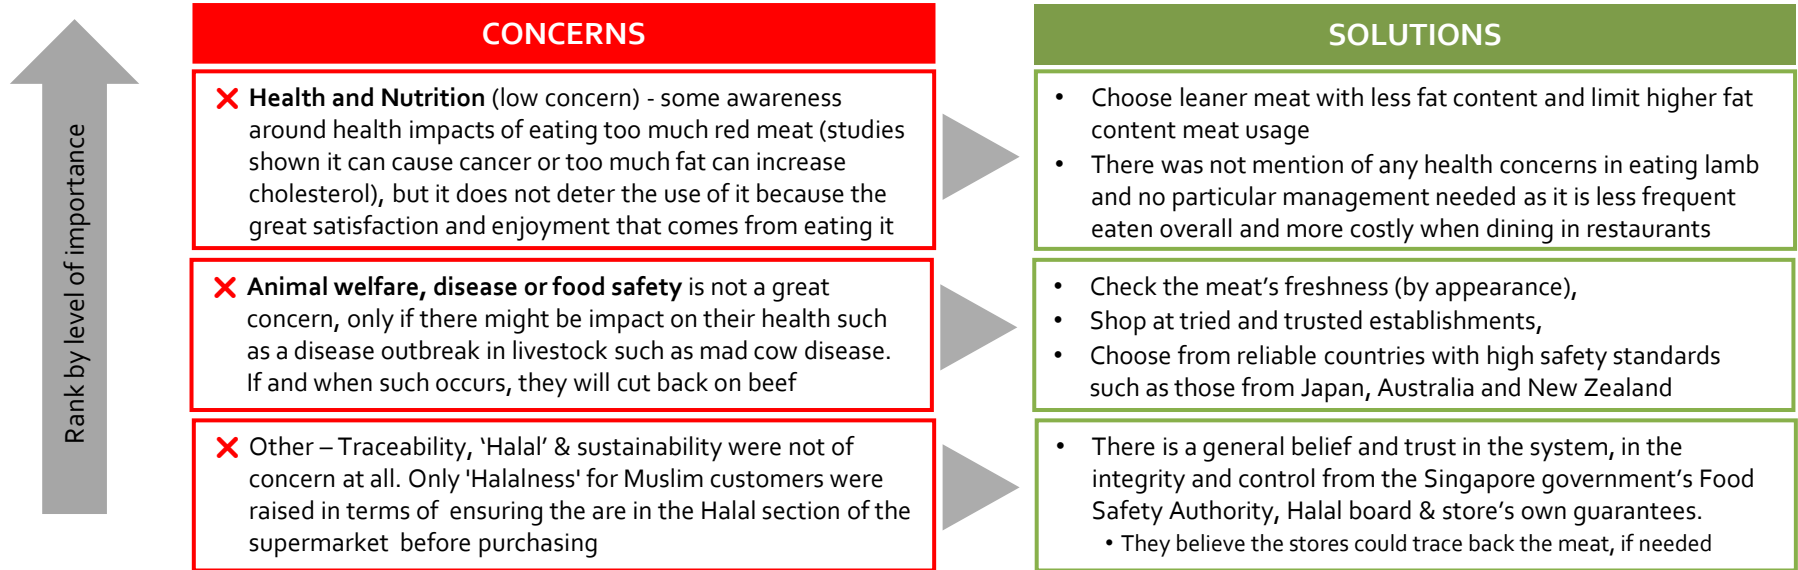 Rank by level of importance
CONCERNS
SOLUTIONS
Health and Nutrition (low concern) - some awareness
around health impacts of eating too much red meat (studies
shown it can cause cancer or too much fat can increase
cholesterol), but it does not deter the use of it because the
great satisfaction and enjoyment that comes from eating it
• Choose leaner meat with less fat content and limit higher fat
content meat usage
• There was not mention of any health concerns in eating lamb
and no particular management needed as it is less frequent
eaten overall and more costly when dining in restaurants
Animal welfare, disease or food safety is not a great
concern, only if there might be impact on their health such
as a disease outbreak in livestock such as mad cow disease.
If and when such occurs, they will cut back on beef
• Check the meat’s freshness (by appearance),
• Shop at tried and trusted establishments,
• Choose from reliable countries with high safety standards
such as those from Japan, Australia and New Zealand
Other – Traceability, ‘Halal’ & sustainability were not of
concern at all. Only 'Halalness' for Muslim customers were
raised in terms of ensuring the are in the Halal section of the
supermarket before purchasing
• There is a general belief and trust in the system, in the
integrity and control from the Singapore government’s Food
Safety Authority, Halal board & store’s own guarantees.
• They believe the stores could trace back the meat, if needed